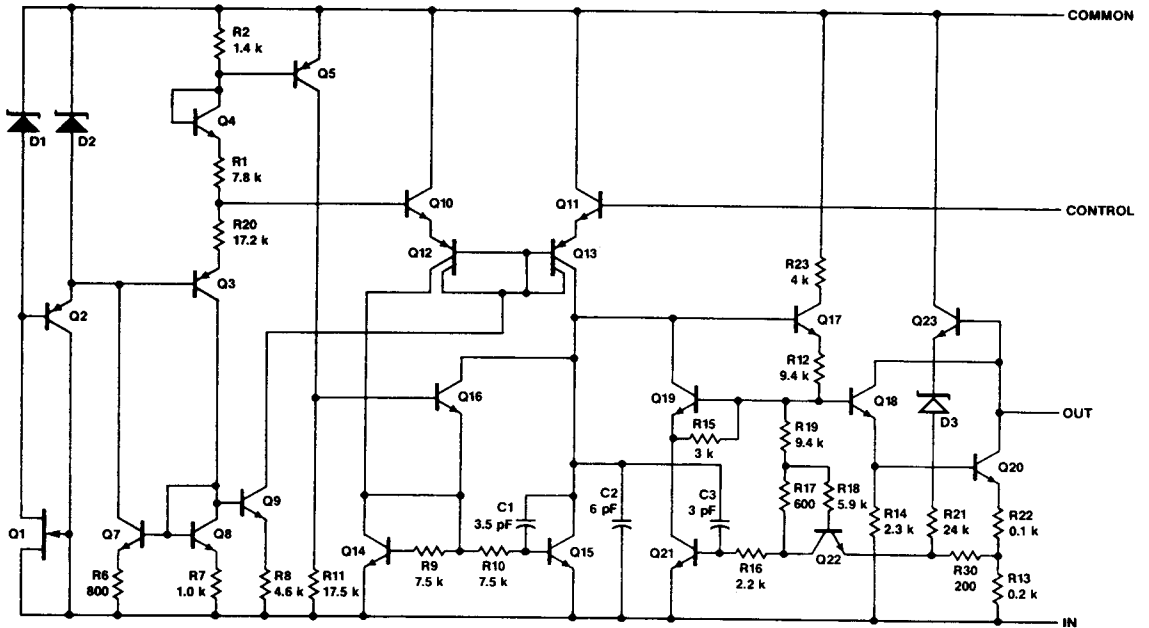 COMMON
R2
1.4 k
Q5
Q4
D1
D2
R1
7.8 k
Q10
Q11
CONTROL
R20
17.2 k
Q12
Q13
Q3
R23
4 k
Q2
Q17
Q23
R12
9.4 k
Q16
Q19
Q18
D3
OUT
R15
3 k
R19
9.4 k
Q20
Q9
C1
3.5 pF
C2
6 pF
C3
3 pF
R17
600
R18
5.9 k
R14
2.3 k
R21
24 k
R22
0.1 k
Q1
Q7
Q8
Q14
R9
7.5 k
R10
7.5 k
Q15
Q21
R16
2.2 k
Q22
R30
200
R6
800
R7
1.0 k
R8
4.6 k
R11
17.5 k
R13
0.2 k
IN